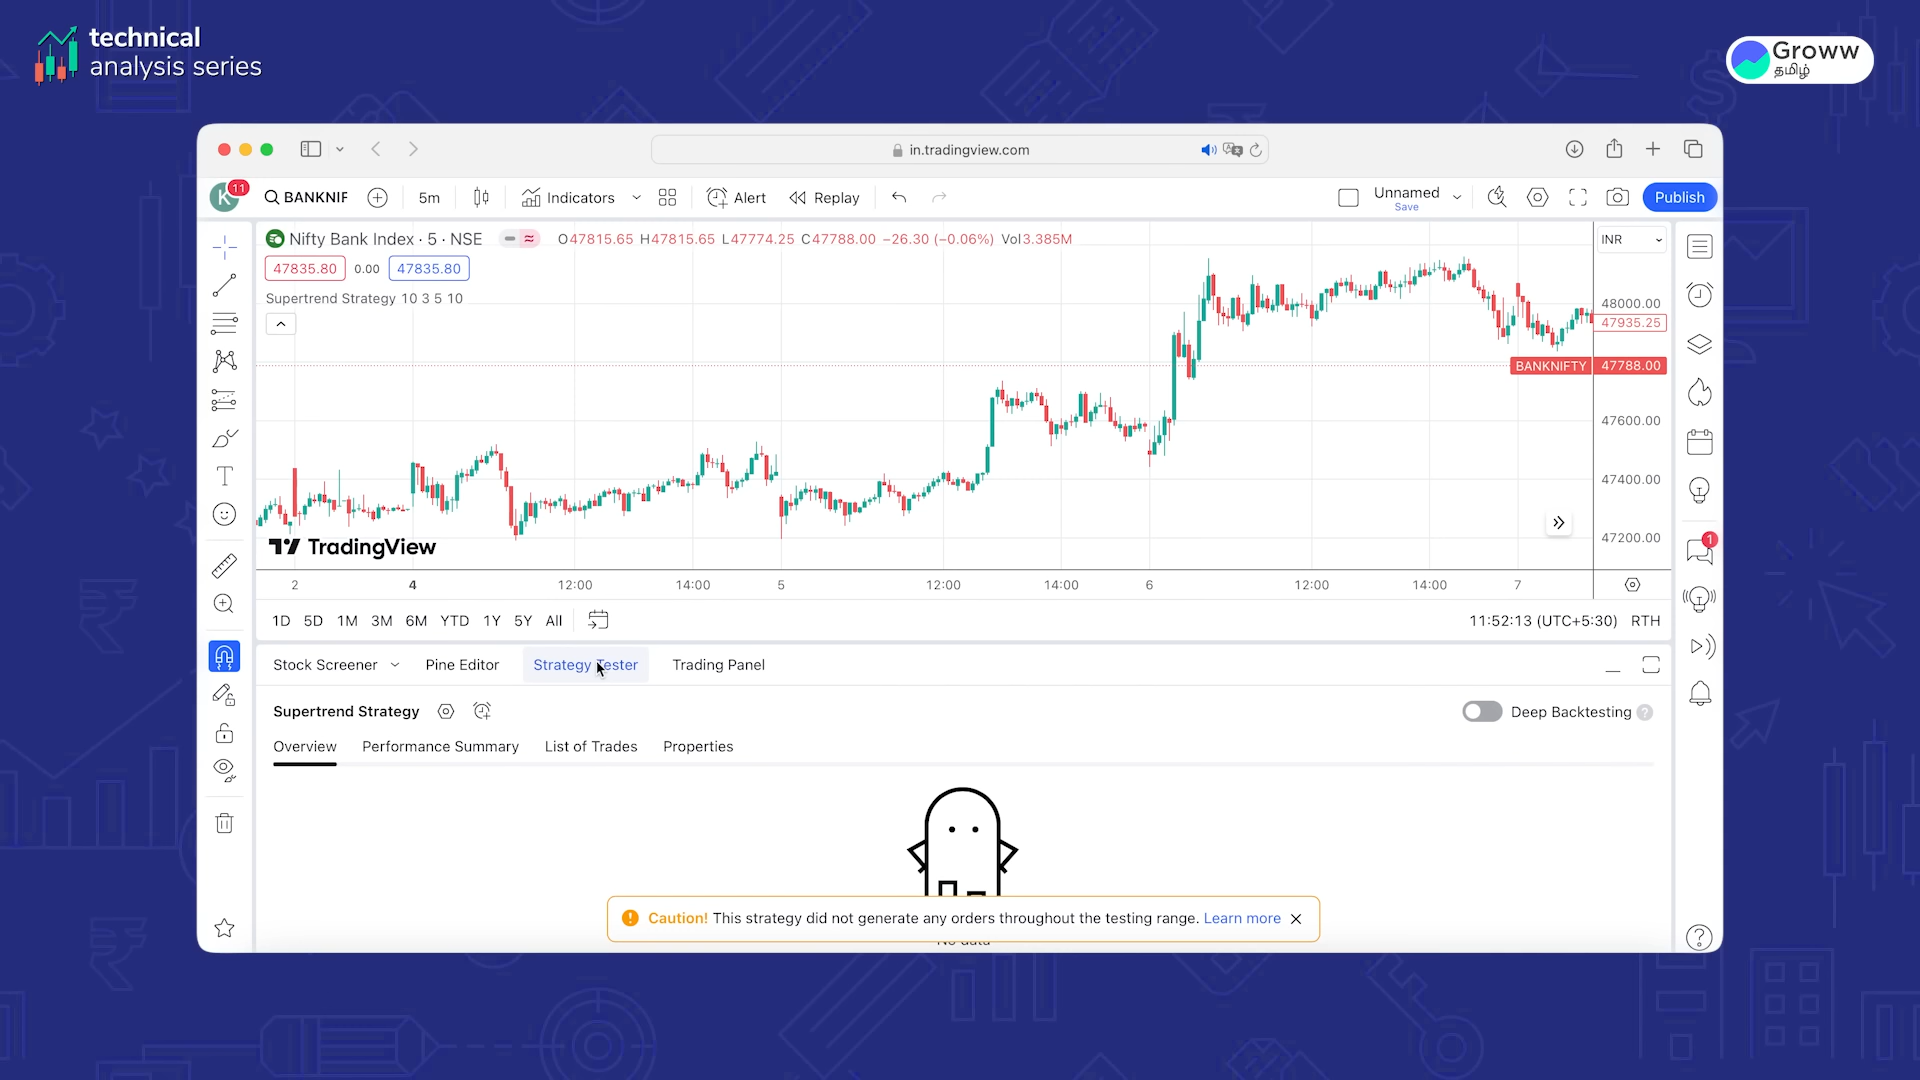 technical
analysis series
Groww
தமிழ்
in.tradingview.com
K
11
BANKNIF
5m
Indicators
Alert
Replay
Unnamed
Save
Publish
Nifty Bank Index · 5 · NSE
O47815.65 H47815.65 L47774.25 C47788.00 −26.30 (−0.06%) Vol3.385M
INR
47835.80 0.00 47835.80
Supertrend Strategy 10 3 5 10
48000.00
47935.25
BANKNIFTY 47788.00
47600.00
47400.00
47200.00
TradingView
2 4 12:00 14:00 5 12:00 14:00 6 12:00 14:00 7
1D 5D 1M 3M 6M YTD 1Y 5Y All
11:52:13 (UTC+5:30) RTH
1
Stock Screener Pine Editor Strategy Tester Trading Panel
Supertrend Strategy
Deep Backtesting ?
Overview Performance Summary List of Trades Properties
Caution! This strategy did not generate any orders throughout the testing range. Learn more
No data